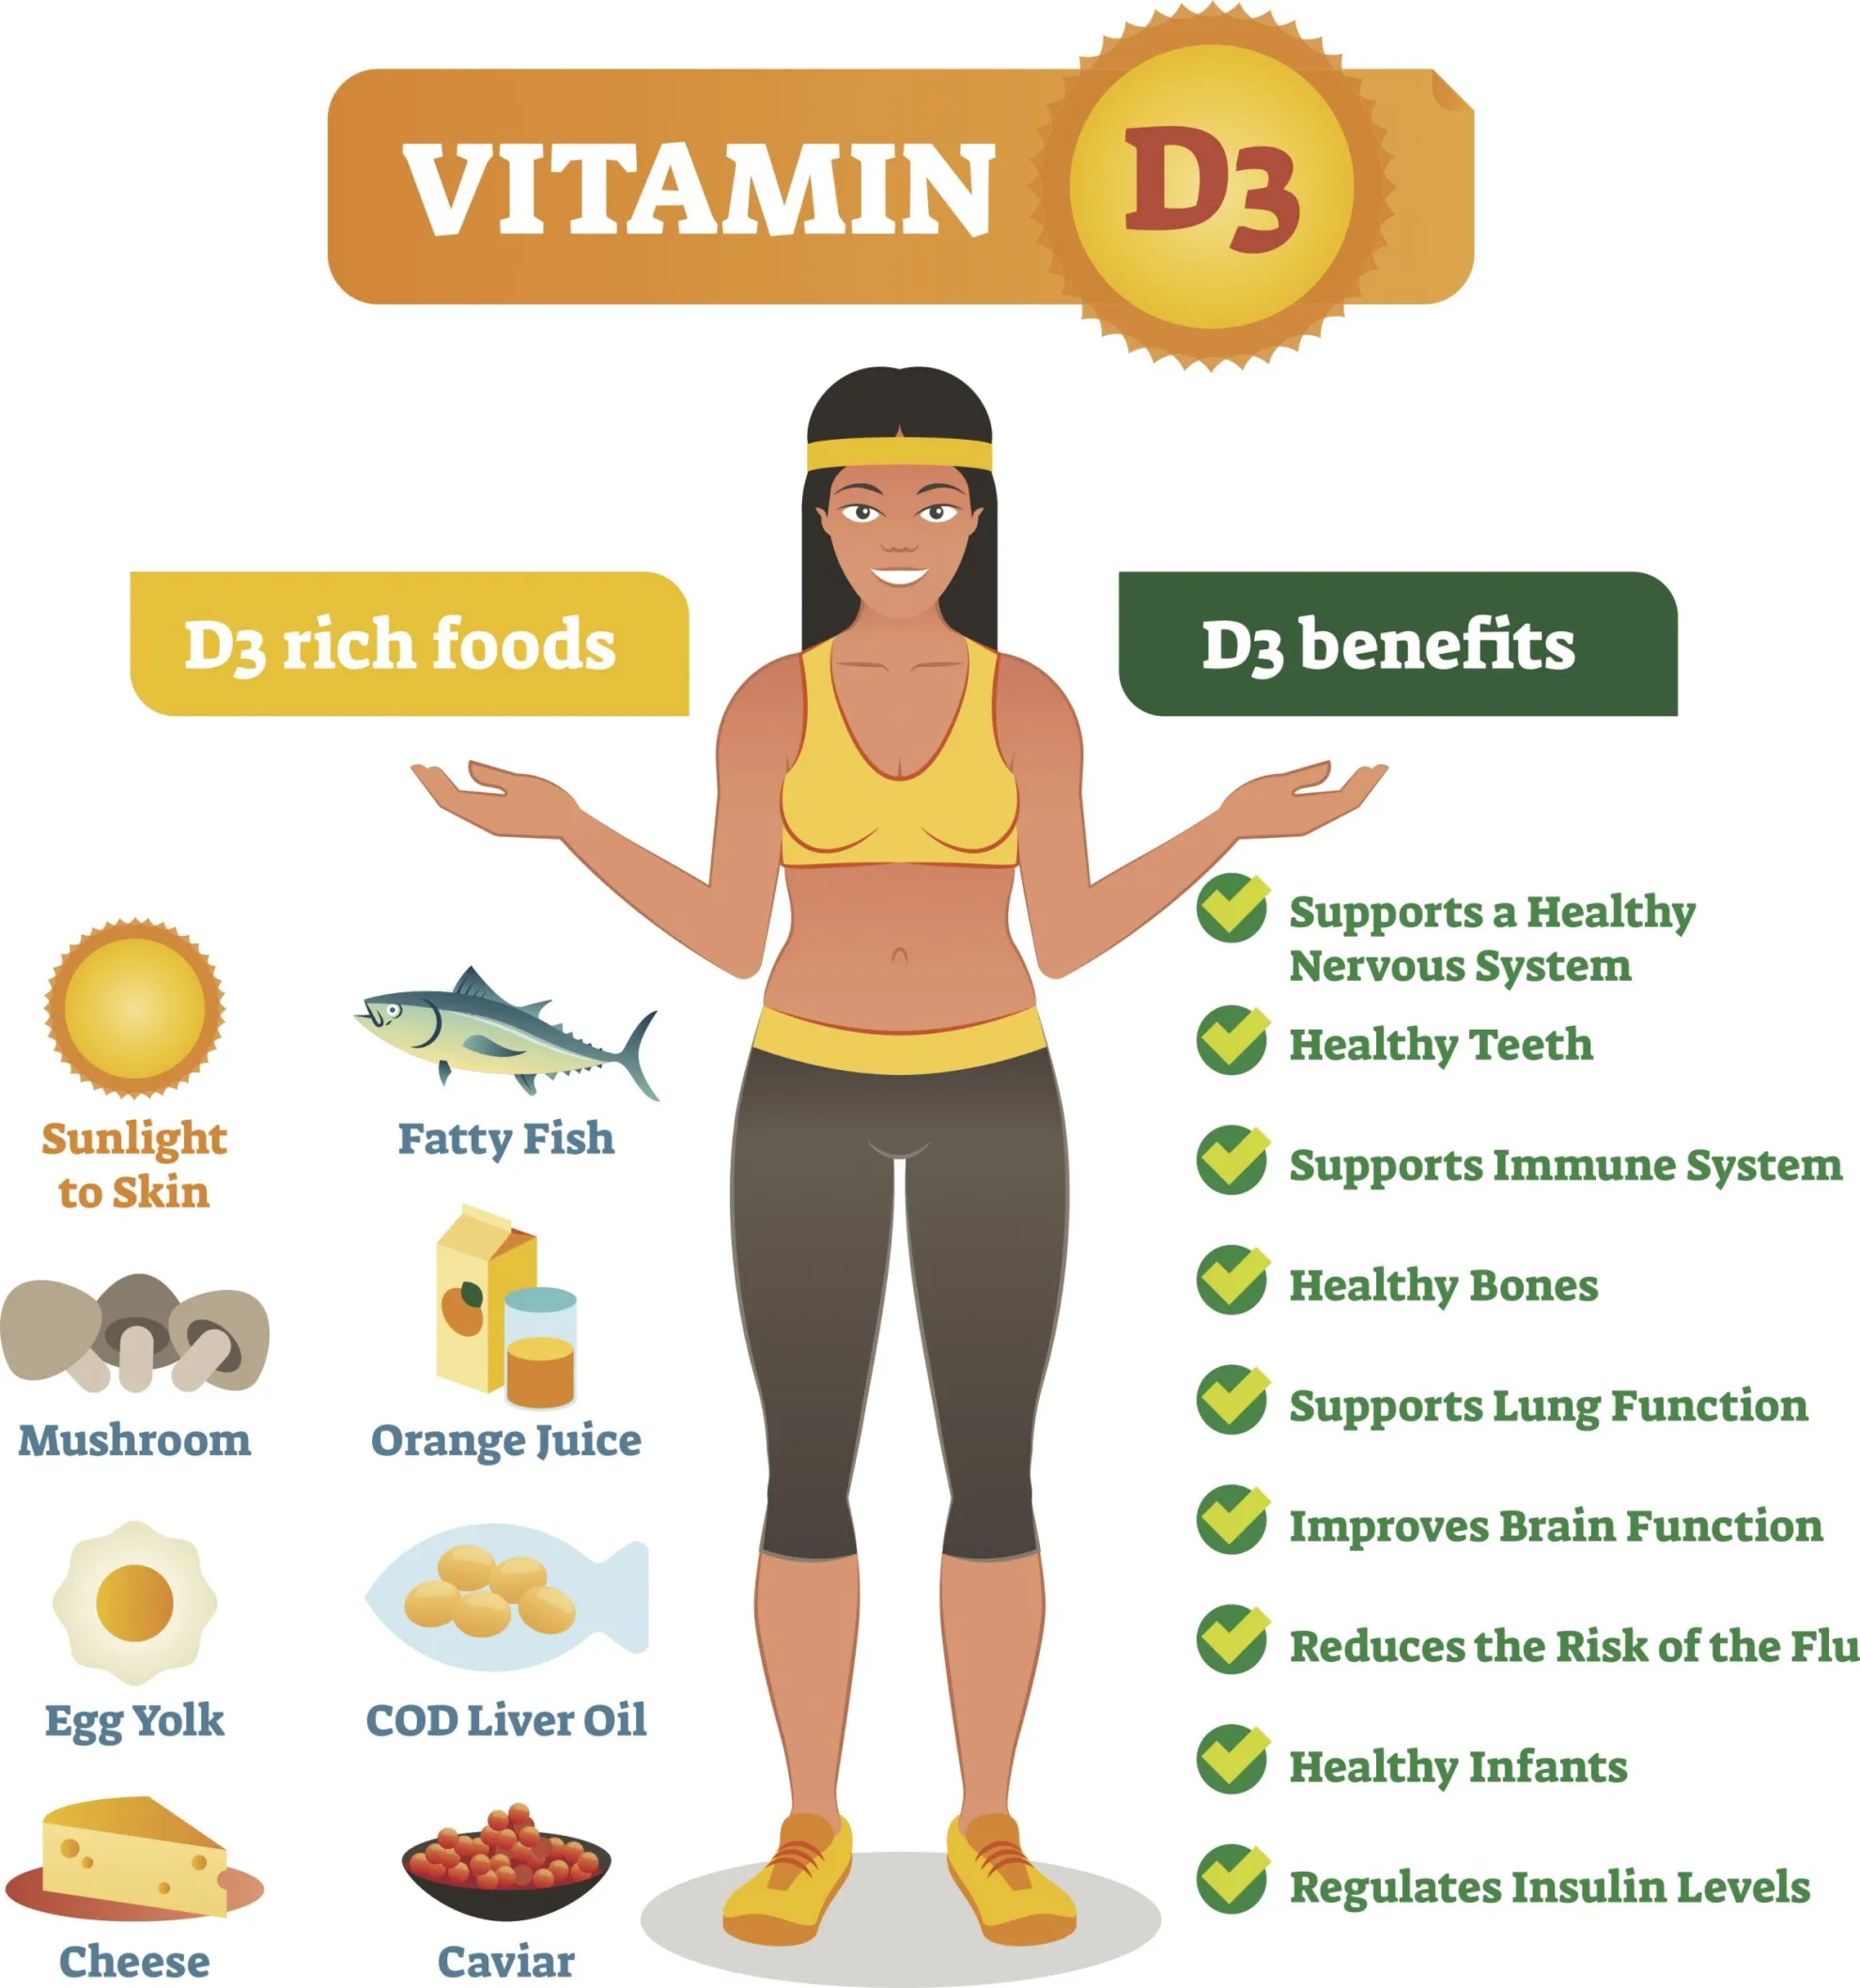 VITAMIN D3
D3 rich foods
D3 benefits
Sunlight
to Skin
Fatty Fish
Mushroom
Orange Juice
Egg Yolk
COD Liver Oil
Cheese
Caviar
Supports a Healthy
Nervous System
Healthy Teeth
Supports Immune System
Healthy Bones
Supports Lung Function
Improves Brain Function
Reduces the Risk of the Flu
Healthy Infants
Regulates Insulin Levels